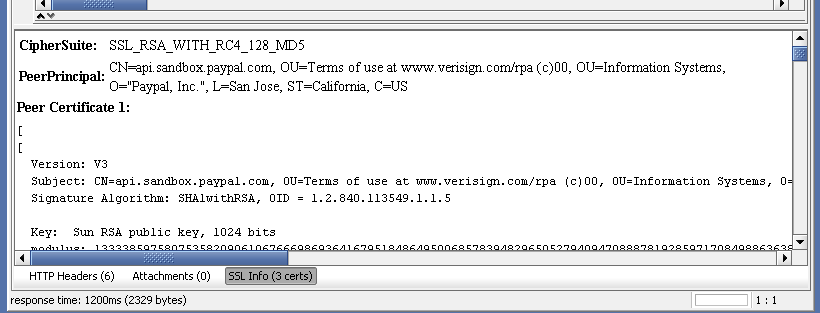 CipherSuite: SSL_RSA_WITH_RC4_128_MD5
PeerPrincipal: CN=api.sandbox.paypal.com, OU=Terms of use at www.verisign.com/rpa (c)00, OU=Information Systems,
O="Paypal, Inc.", L=San Jose, ST=California, C=US
Peer Certificate 1:
[
[
Version: V3
Subject: CN=api.sandbox.paypal.com, OU=Terms of use at www.verisign.com/rpa (c)00, OU=Information Systems, O=
Signature Algorithm: SHA1withRSA, OID = 1.2.840.113549.1.1.5
Key: Sun RSA public key, 1024 bits
modulus:
HTTP Headers (6) Attachments (0) SSL Info (3 certs)
response time: 1200ms (2329 bytes) 1 : 1